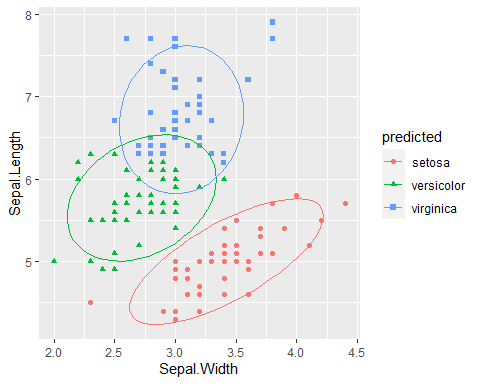 8
7
6
5
Sepal.Length
2.0 2.5 3.0 3.5 4.0 4.5
Sepal.Width
predicted
setosa
versicolor
virginica